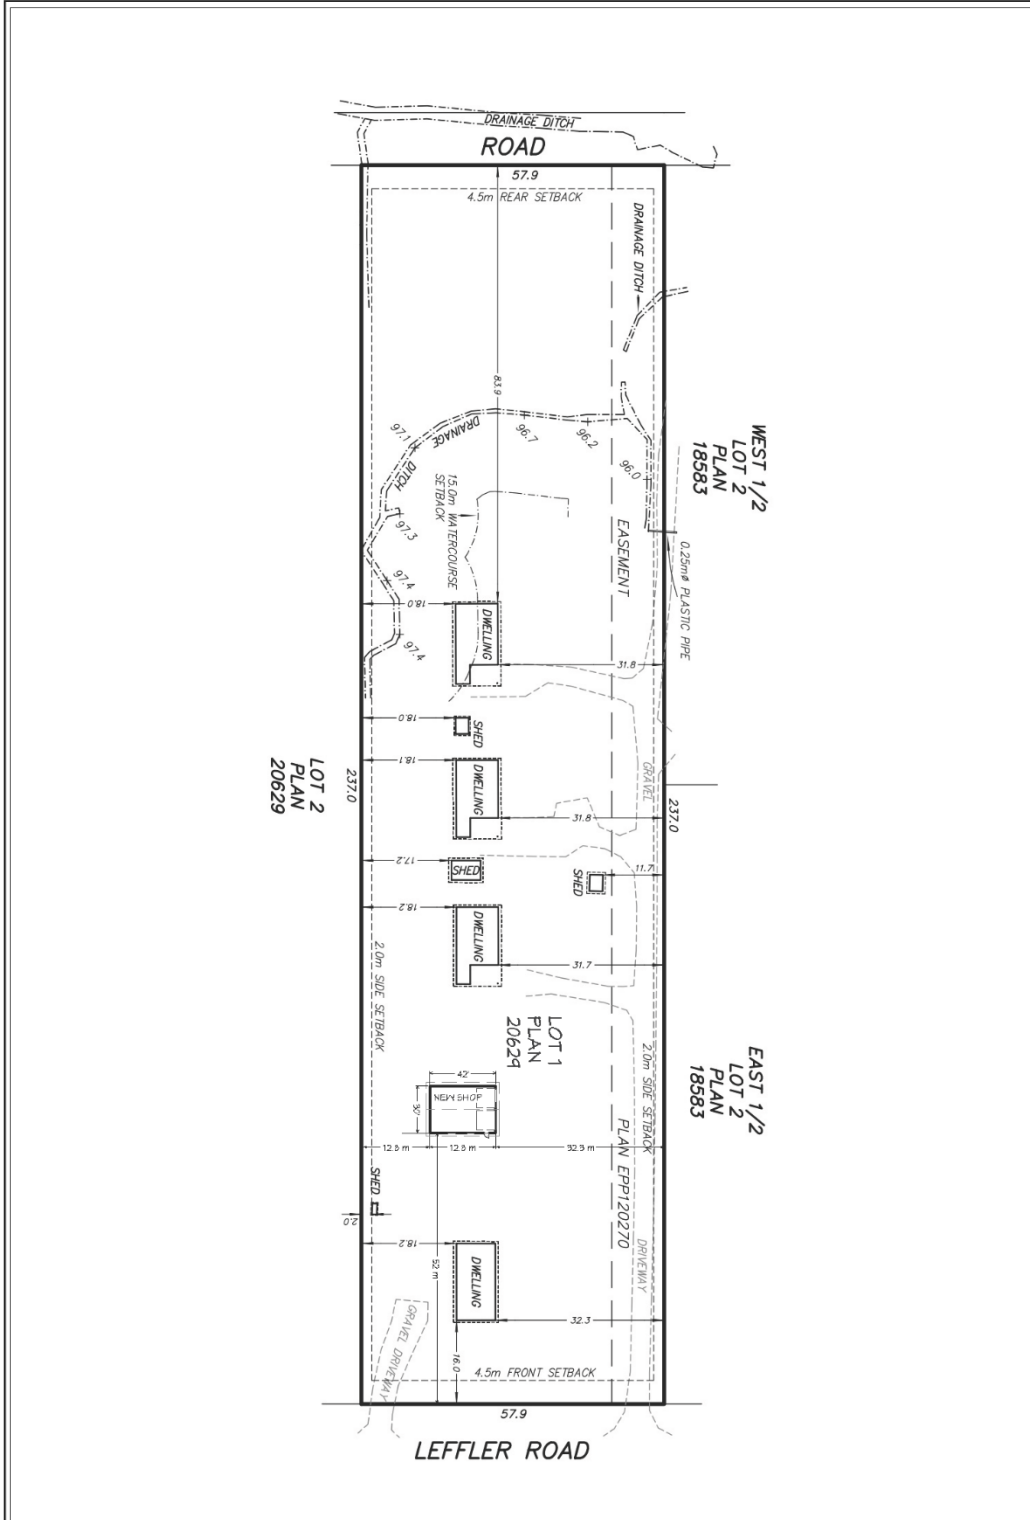 DRAINAGE DITCH
ROAD
57.9
4.5m REAR SETBACK
DRAINAGE DITCH
83.9
WEST 1/2
LOT 2
PLAN
18583
97.1
DRAINAGE
DITCH
96.7
96.2
96.0
15.0m WATERCOURSE
SETBACK
97.3
97.4
97.4
EASEMENT
0.25mø PLASTIC PIPE
18.0
DWELLING
31.8
18.0
SHED
LOT 2
PLAN
20629
237.0
18.1
DWELLING
31.8
GRAVEL
237.0
17.2
SHED
SHED
11.7
18.2
DWELLING
31.7
2.0m SIDE SETBACK
LOT 1
PLAN
20629
2.0m SIDE SETBACK
EAST 1/2
LOT 2
PLAN
18583
42'
30'
NEW SHOP
12.8 m
12.8 m
32.3 m
PLAN EPP120270
SHED
2.0
18.2
52 m
DWELLING
32.3
DRIVEWAY
GRAVEL DRIVEWAY
16.0
4.5m FRONT SETBACK
57.9
LEFFLER ROAD